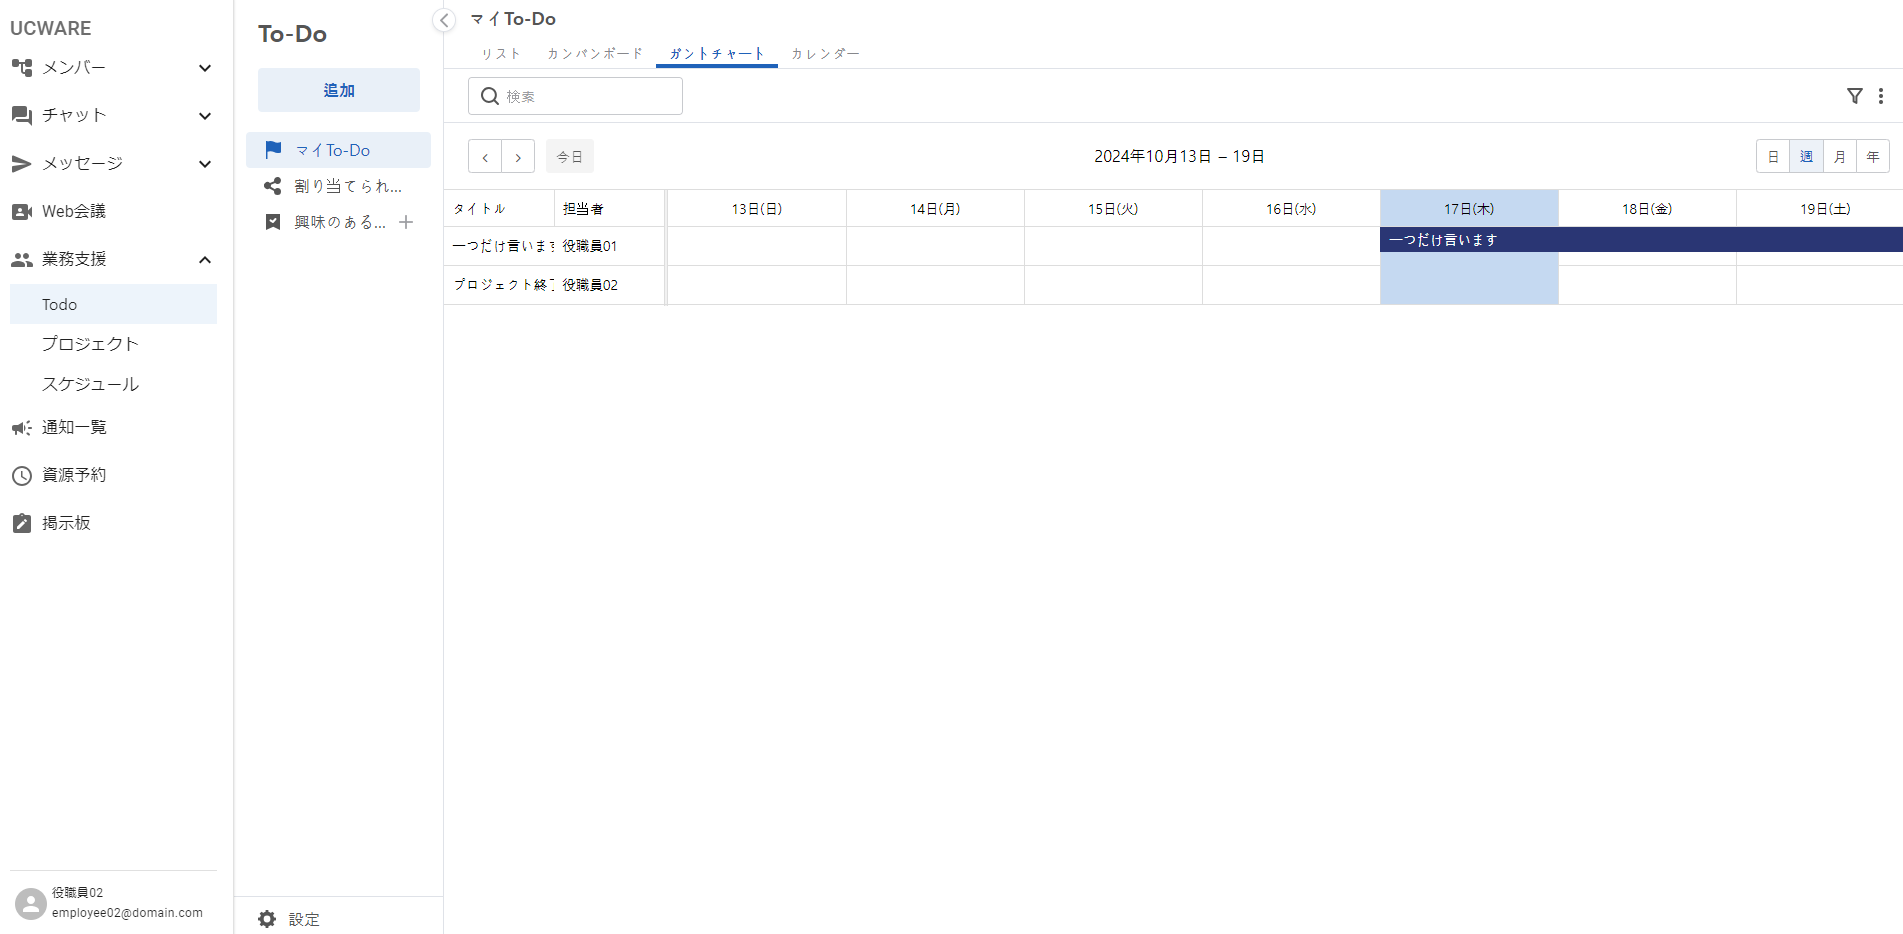 UCWARE
メンバー
チャット
メッセージ
Web会議
業務支援
Todo
プロジェクト
スケジュール
通知一覧
資源予約
掲示板
役職員02
employee02@domain.com
To-Do
追加
マイTo-Do
割り当てられ...
興味のある...
設定
マイTo-Do
リスト カンバンボード ガントチャート カレンダー
検索
今日
2024年10月13日 – 19日
日 週 月 年
タイトル 担当者 13日(日) 14日(月) 15日(火) 16日(水) 17日(木) 18日(金) 19日(土)
一つだけ言います 役職員01 一つだけ言います
プロジェクト終了 役職員02